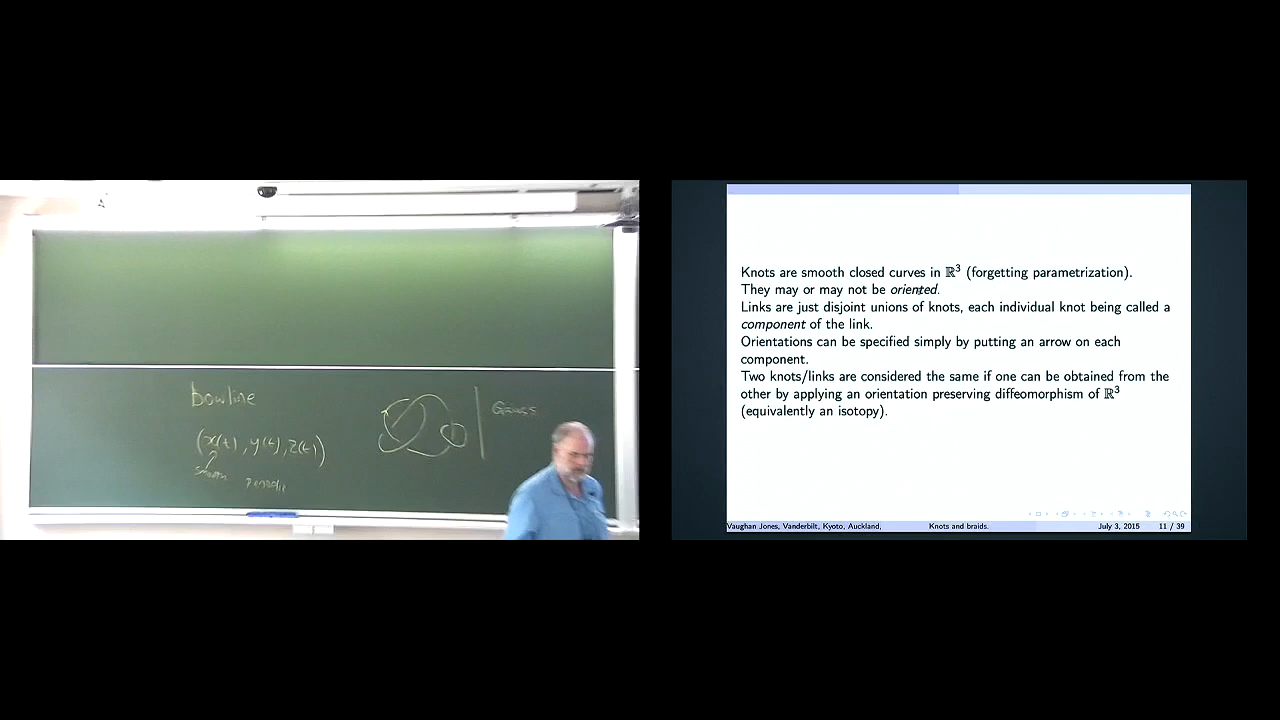 bowline
(x(t), y(t), z(t))
smooth periodic
Gauss
Knots are smooth closed curves in ℝ³ (forgetting parametrization).
They may or may not be oriented.
Links are just disjoint unions of knots, each individual knot being called a
component of the link.
Orientations can be specified simply by putting an arrow on each
component.
Two knots/links are considered the same if one can be obtained from the
other by applying an orientation preserving diffeomorphism of ℝ³
(equivalently an isotopy).
Vaughan Jones, Vanderbilt, Kyoto, Auckland, Knots and braids. July 3, 2015 11 / 39